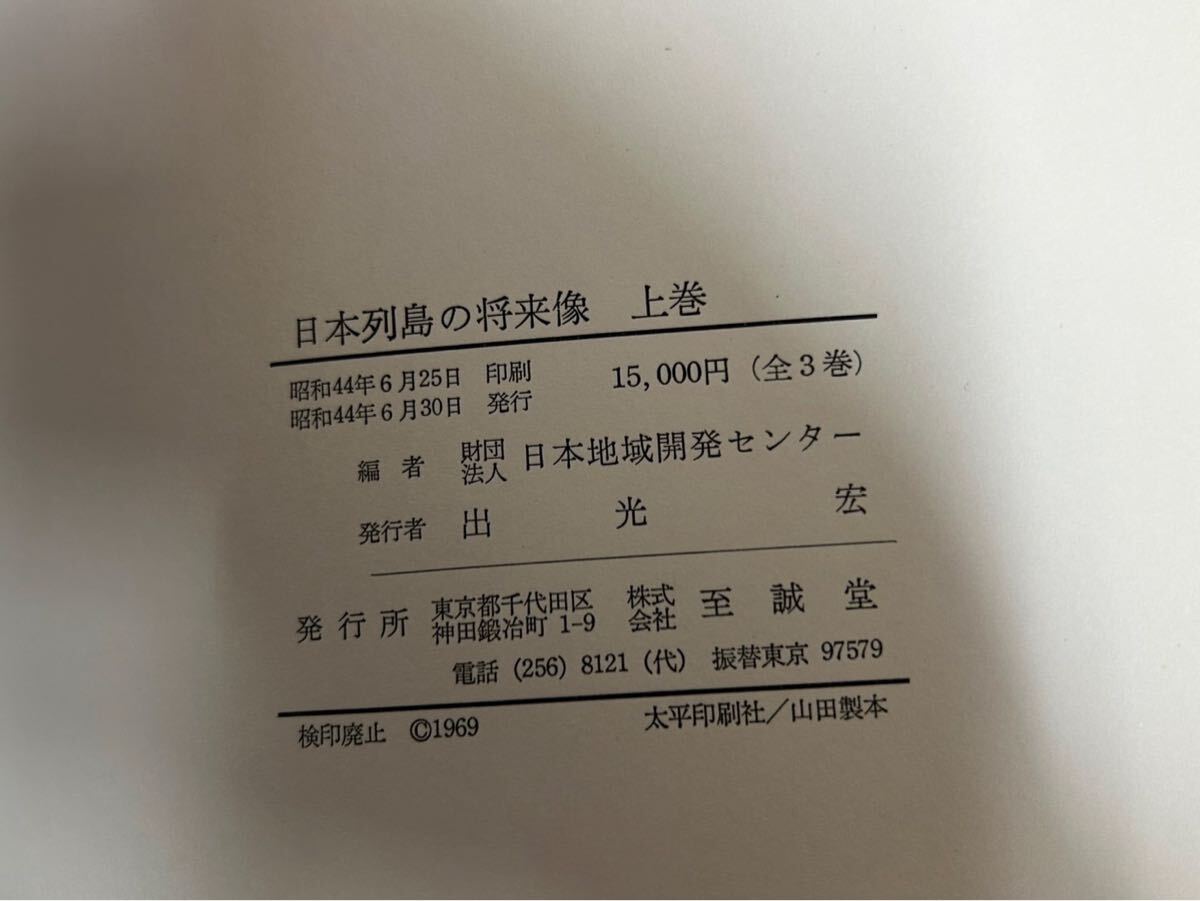 日本列島の将来像　上巻
昭和44年6月25日　印刷　15,000円（全3巻）
昭和44年6月30日　発行
編者　財団法人　日本地域開発センター
発行者　出光宏
発行所　東京都千代田区　株式会社　至誠堂
神田鍛冶町 1-9
電話 (256) 8121 (代)　振替東京 97579
検印廃止　©1969　太平印刷社／山田製本